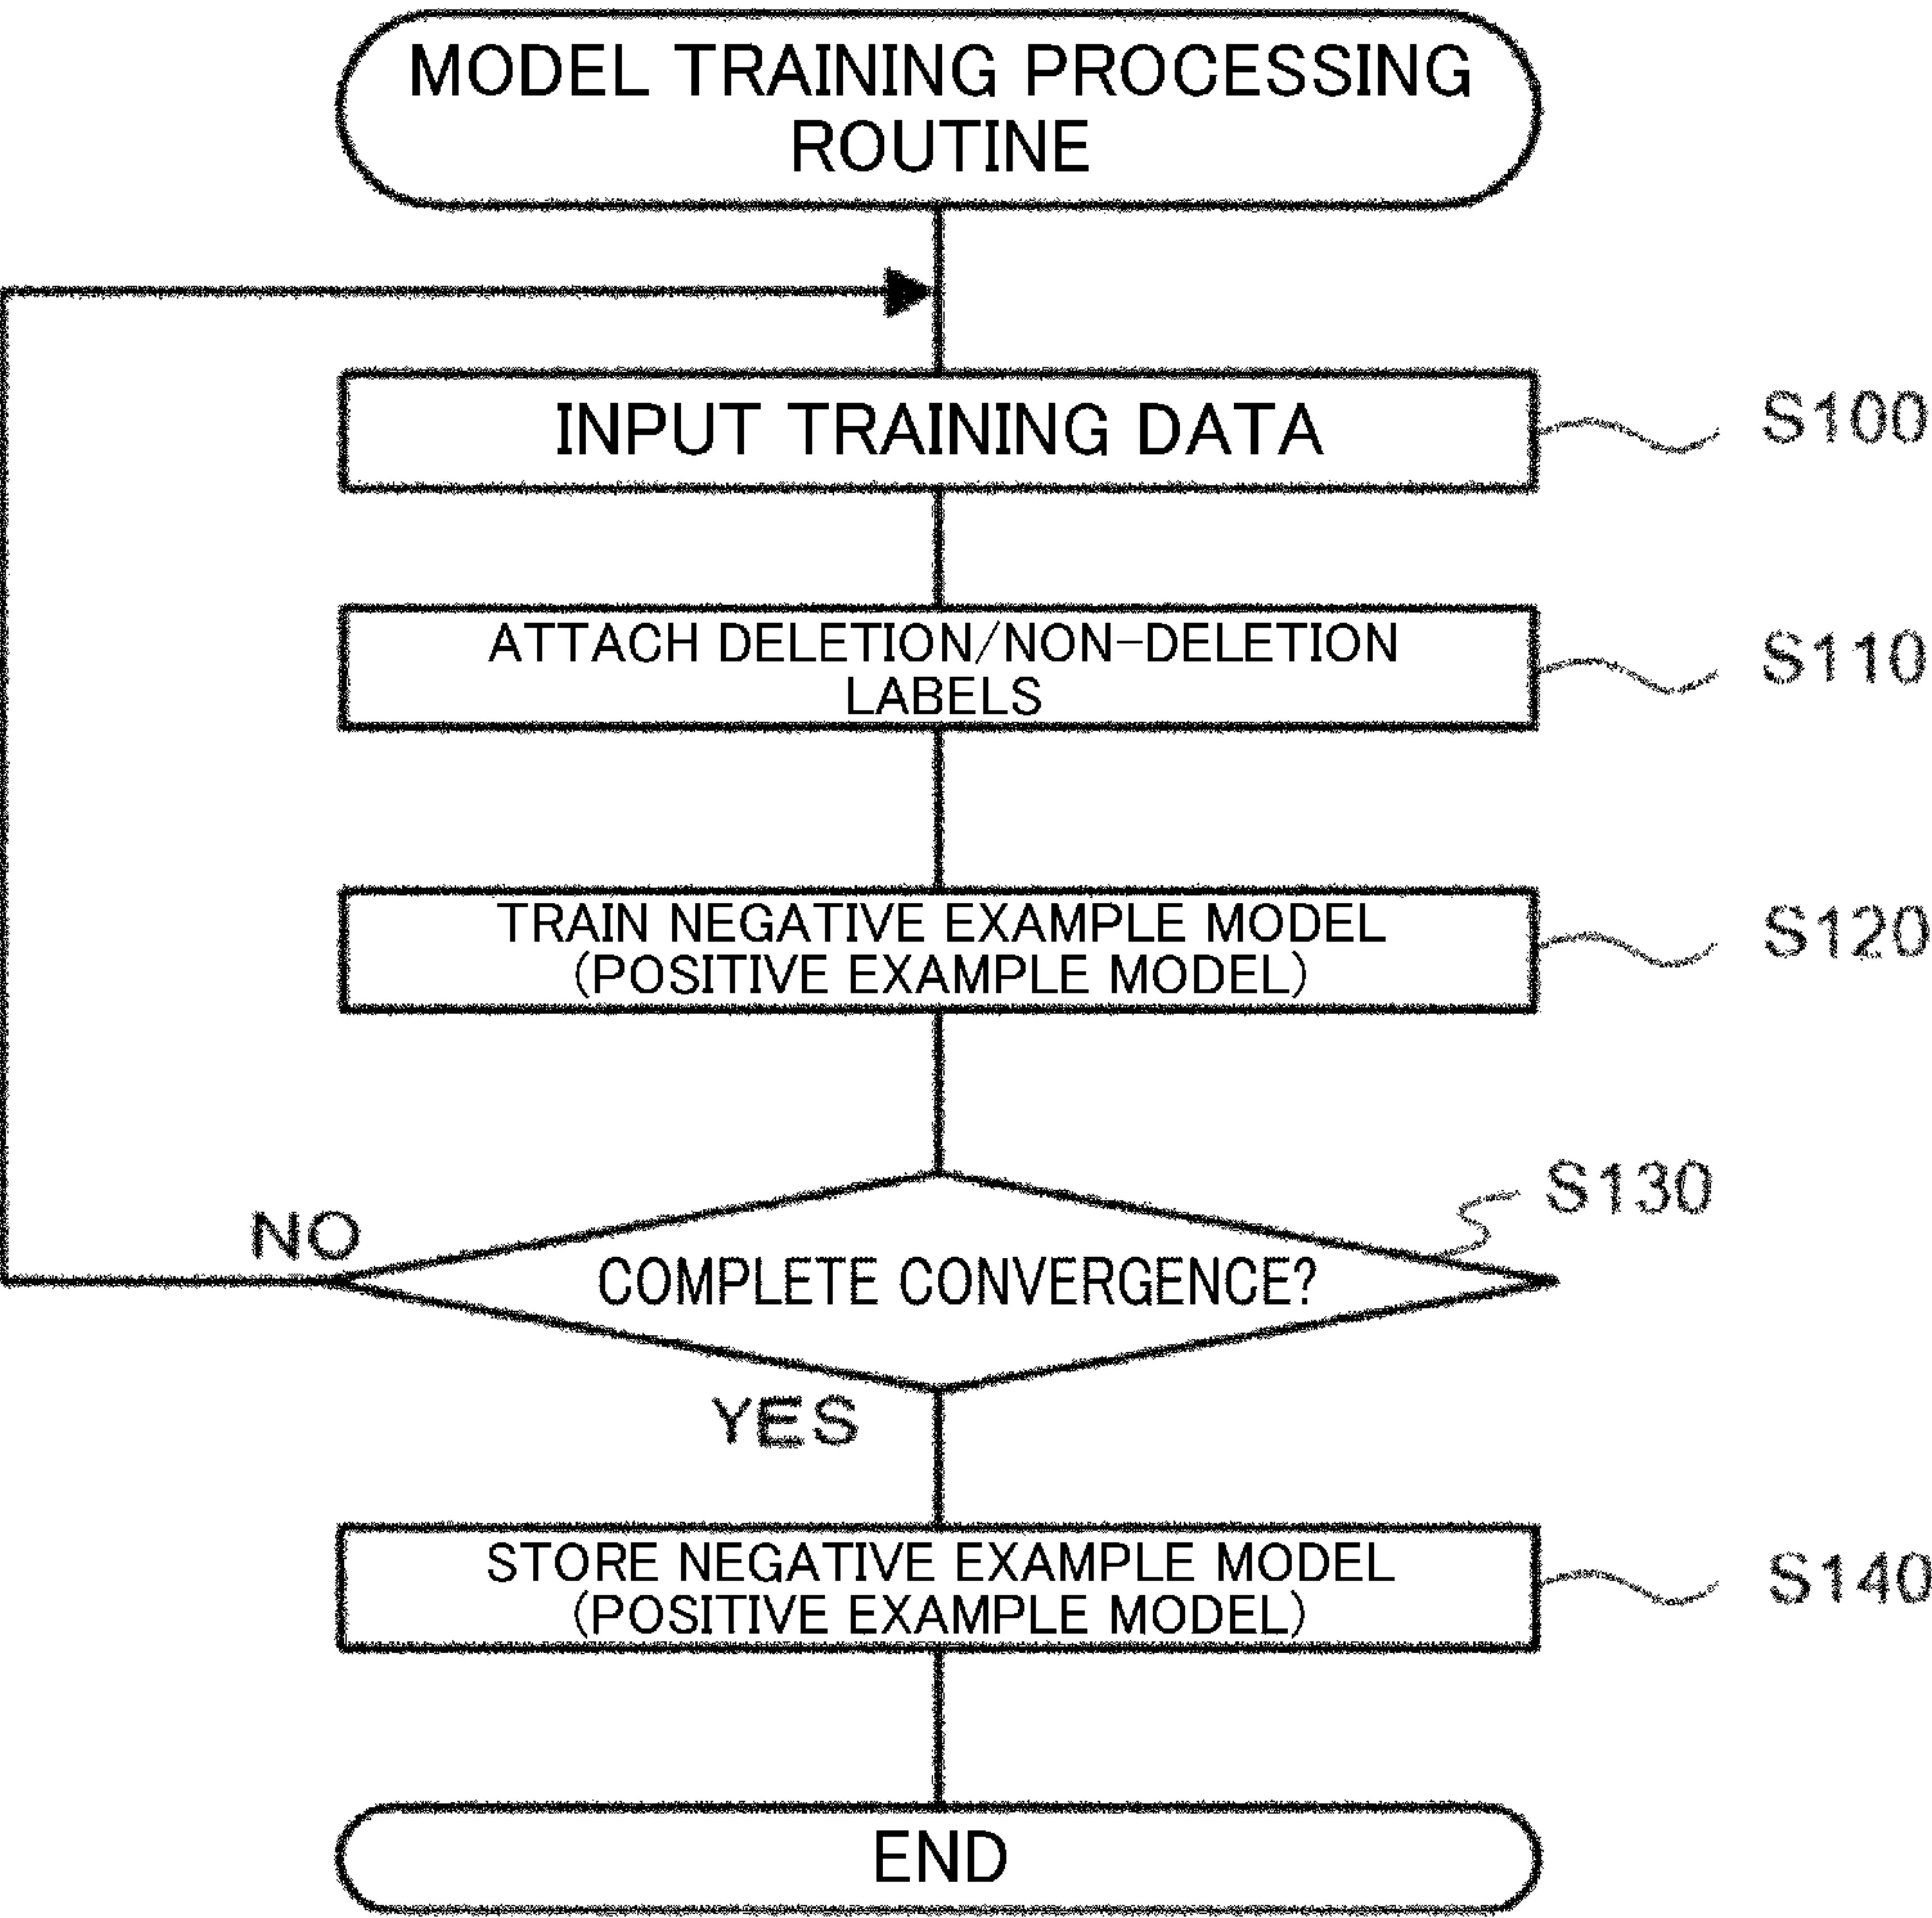 MODEL TRAINING PROCESSING
ROUTINE
INPUT TRAINING DATA
S100
ATTACH DELETION/NON-DELETION
LABELS
S110
TRAIN NEGATIVE EXAMPLE MODEL
(POSITIVE EXAMPLE MODEL)
S120
S130
NO
COMPLETE CONVERGENCE?
YES
STORE NEGATIVE EXAMPLE MODEL
(POSITIVE EXAMPLE MODEL)
S140
END